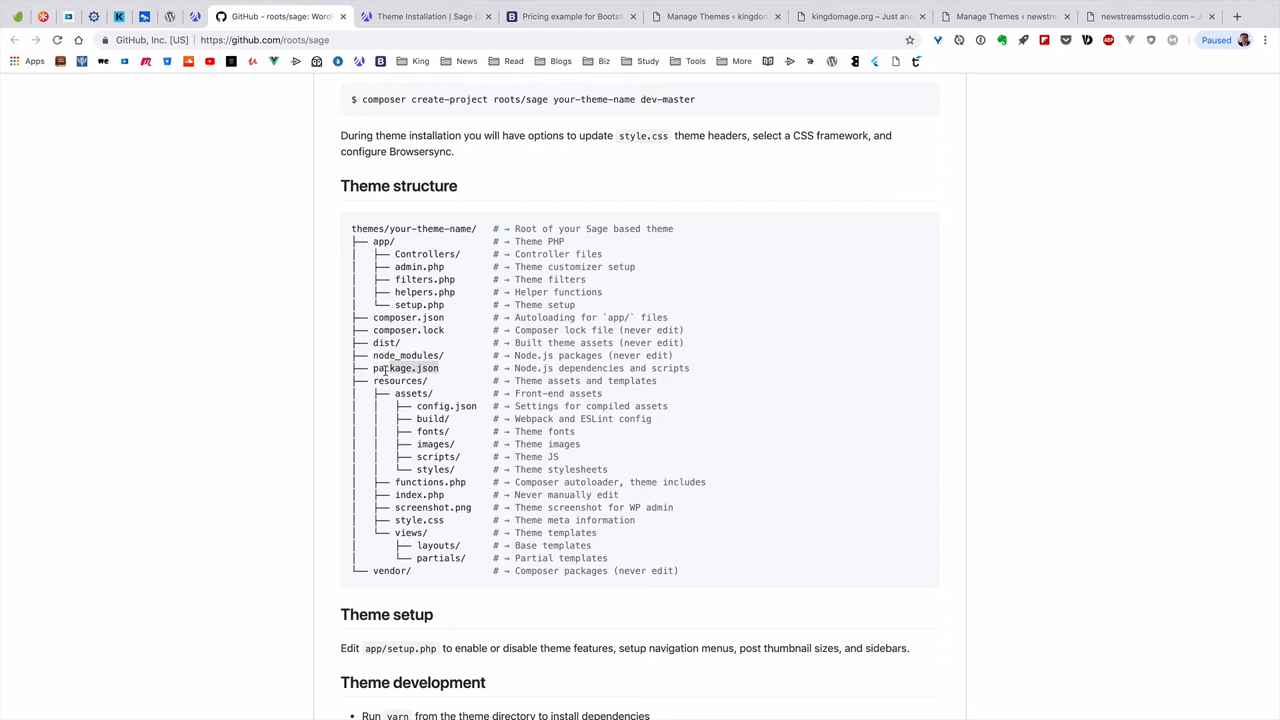 GitHub - roots/sage: WordP
Theme Installation | Sage D
Pricing example for Bootst
Manage Themes ‹ kingdom
kingdomage.org – Just ano
Manage Themes ‹ newstre
newstreamsstudio.com – J
GitHub, Inc. [US] | https://github.com/roots/sage
Paused
Apps
King
News
Read
Blogs
Biz
Study
Tools
More
$ composer create-project roots/sage your-theme-name dev-master
During theme installation you will have options to update style.css theme headers, select a CSS framework, and
configure Browsersync.
Theme structure
themes/your-theme-name/ # → Root of your Sage based theme
├── app/ # → Theme PHP
│ ├── Controllers/ # → Controller files
│ ├── admin.php # → Theme customizer setup
│ ├── filters.php # → Theme filters
│ ├── helpers.php # → Helper functions
│ └── setup.php # → Theme setup
├── composer.json # → Autoloading for `app/` files
├── composer.lock # → Composer lock file (never edit)
├── dist/ # → Built theme assets (never edit)
├── node_modules/ # → Node.js packages (never edit)
├── package.json # → Node.js dependencies and scripts
├── resources/ # → Theme assets and templates
│ ├── assets/ # → Front-end assets
│ │ ├── config.json # → Settings for compiled assets
│ │ ├── build/ # → Webpack and ESLint config
│ │ ├── fonts/ # → Theme fonts
│ │ ├── images/ # → Theme images
│ │ ├── scripts/ # → Theme JS
│ │ └── styles/ # → Theme stylesheets
│ ├── functions.php # → Composer autoloader, theme includes
│ ├── index.php # → Never manually edit
│ ├── screenshot.png # → Theme screenshot for WP admin
│ ├── style.css # → Theme meta information
│ └── views/ # → Theme templates
│ ├── layouts/ # → Base templates
│ └── partials/ # → Partial templates
└── vendor/ # → Composer packages (never edit)
Theme setup
Edit app/setup.php to enable or disable theme features, setup navigation menus, post thumbnail sizes, and sidebars.
Theme development
• Run yarn from the theme directory to install dependencies